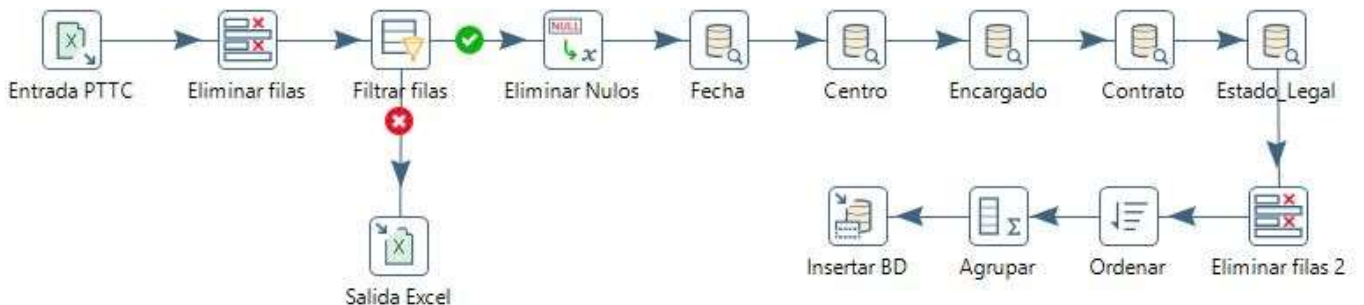 NULL
x
Entrada PTTC
Eliminar filas
Filtrar filas
Eliminar Nulos
Fecha
Centro
Encargado
Contrato
Estado_Legal
X
Σ
X
Insertar BD
Agrupar
Ordenar
Eliminar filas 2
Salida Excel